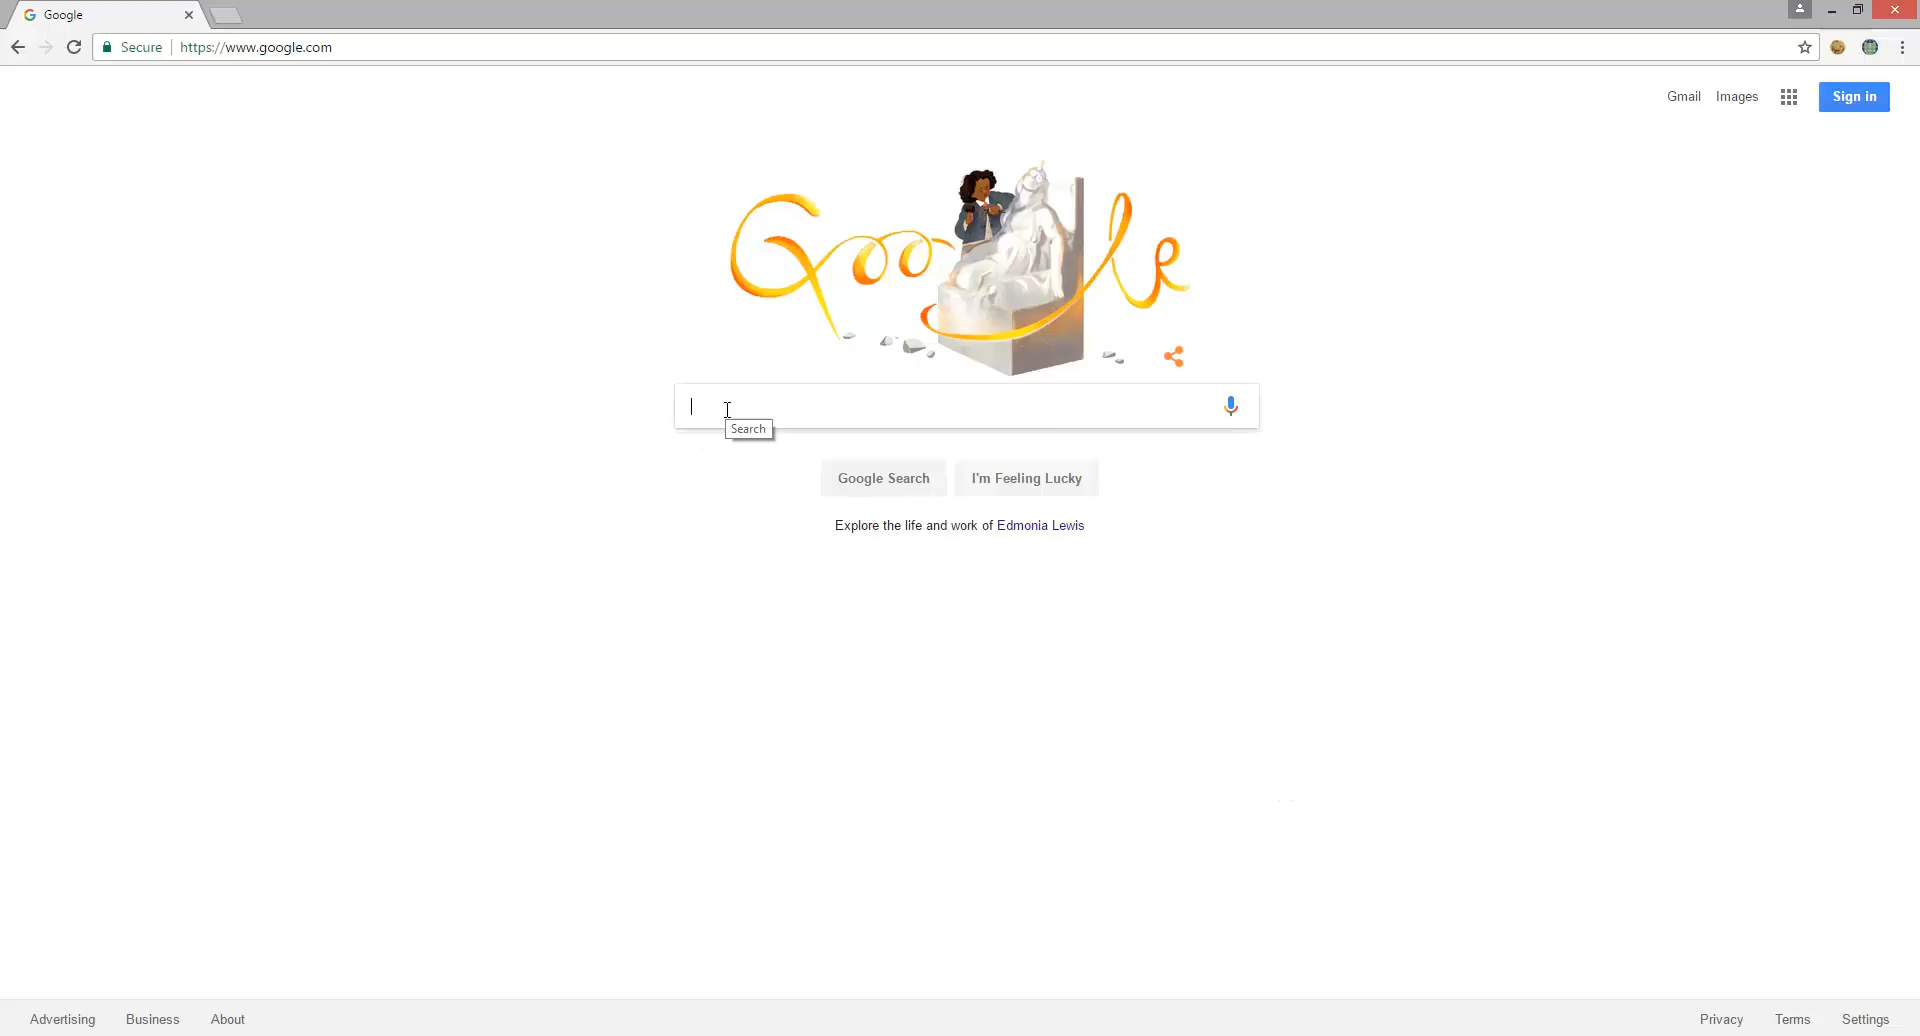 Google
Secure https://www.google.com
Gmail Images Sign in
Google
Search
Google Search I'm Feeling Lucky
Explore the life and work of Edmonia Lewis
Advertising Business About Privacy Terms Settings